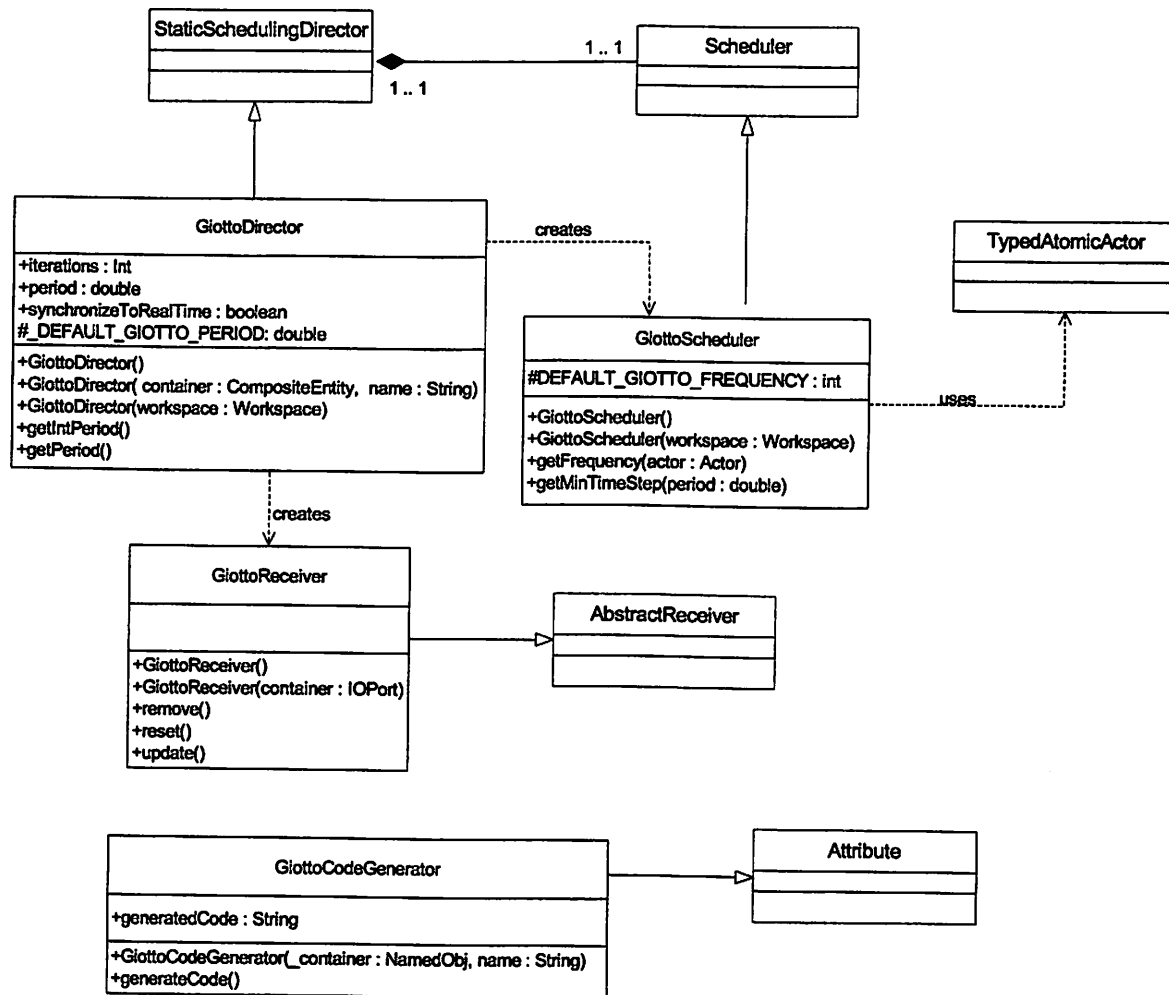 StaticSchedulingDirector
1 .. 1
Scheduler
1 .. 1
GiottoDirector
+iterations : Int
+period : double
+synchronizeToRealTime : boolean
#_DEFAULT_GIOTTO_PERIOD: double
+GiottoDirector()
+GiottoDirector( container : CompositeEntity, name : String)
+GiottoDirector(workspace : Workspace)
+getIntPeriod()
+getPeriod()
creates
TypedAtomicActor
GiottoScheduler
#DEFAULT_GIOTTO_FREQUENCY : int
+GiottoScheduler()
+GiottoScheduler(workspace : Workspace)
+getFrequency(actor : Actor)
+getMinTimeStep(period : double)
uses
creates
GiottoReceiver
+GiottoReceiver()
+GiottoReceiver(container : IOPort)
+remove()
+reset()
+update()
AbstractReceiver
GiottoCodeGenerator
+generatedCode : String
+GiottoCodeGenerator(_container : NamedObj, name : String)
+generateCode()
Attribute